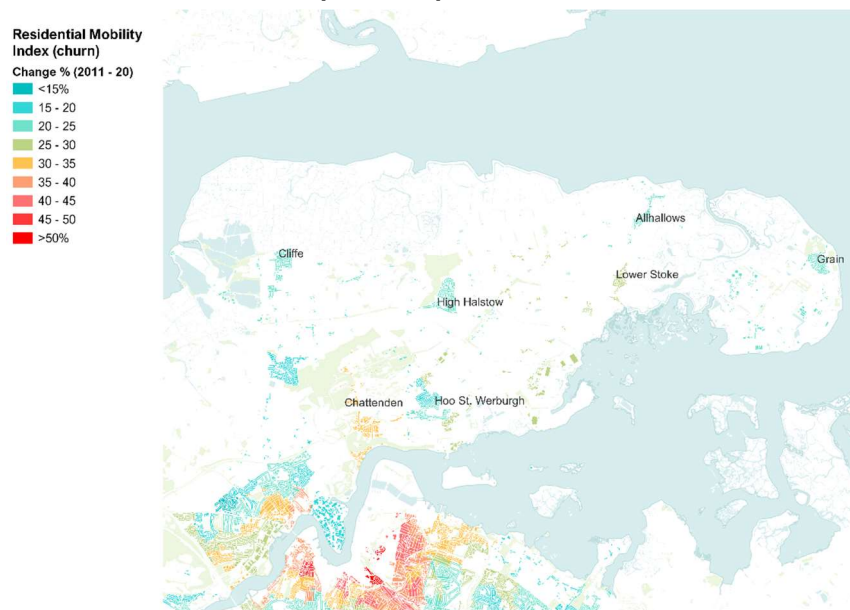 Residential Mobility
Index (churn)
Change % (2011 - 20)
<15%
15 - 20
20 - 25
25 - 30
30 - 35
35 - 40
40 - 45
45 - 50
>50%
Allhallows
Cliffe
Grain
Lower Stoke
High Halstow
Chattenden
Hoo St. Werburgh